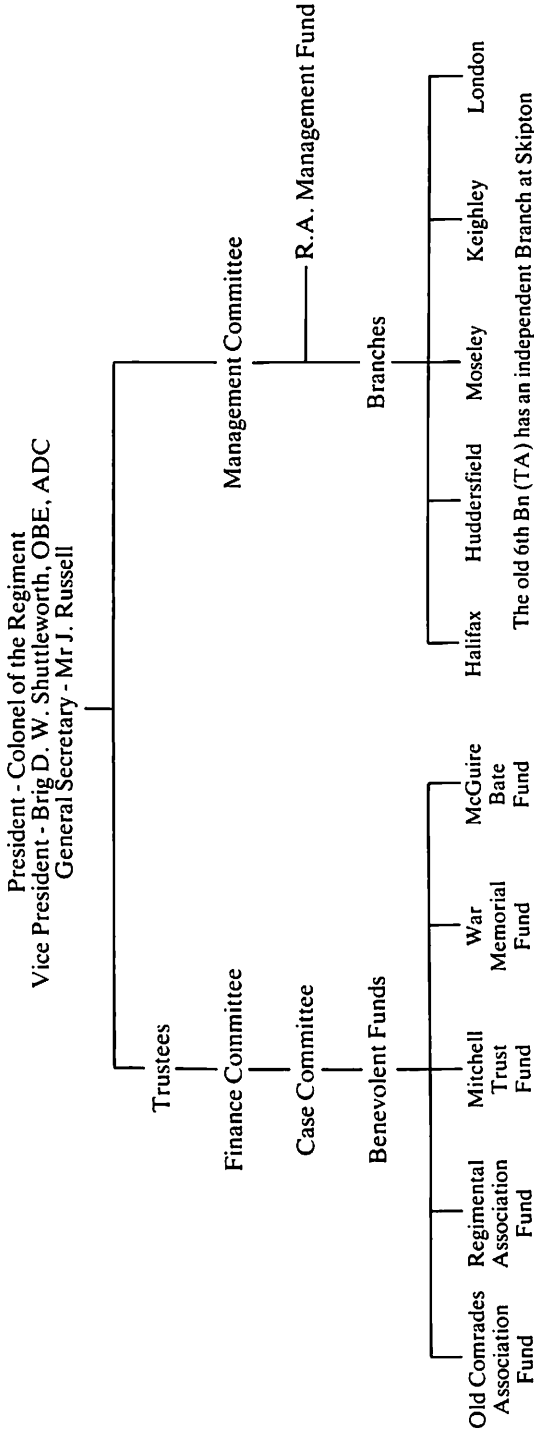 President - Colonel of the Regiment
Vice President - Brig D. W. Shuttleworth, OBE, ADC
General Secretary - Mr J. Russell
Trustees
Finance Committee
Case Committee
Benevolent Funds
Old Comrades
Association
Fund
Regimental
Association
Fund
Mitchell
Trust
Fund
War
Memorial
Fund
McGuire
Bate
Fund
Management Committee
R.A. Management Fund
Branches
Halifax
Huddersfield
Moseley
Keighley
London
The old 6th Bn (TA) has an independent Branch at Skipton